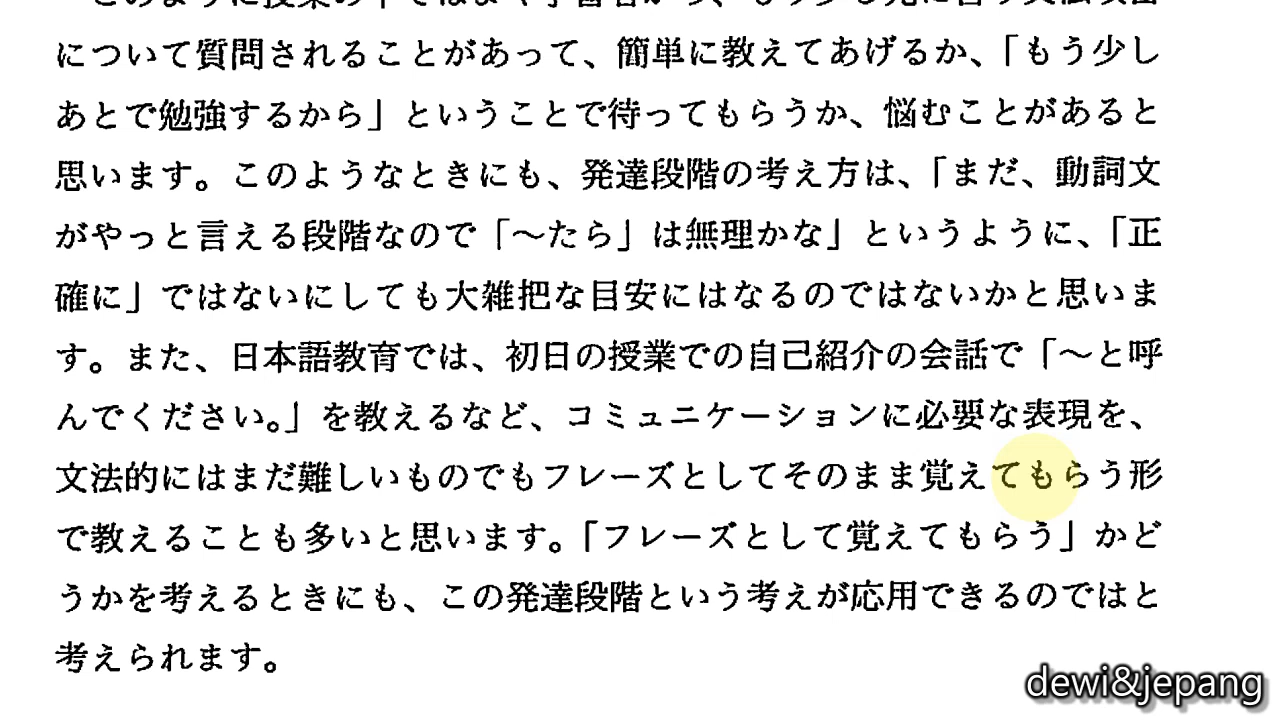 について質問されることがあって、簡単に教えてあげるか、「もう少し
あとで勉強するから」ということで待ってもらうか、悩むことがあると
思います。このようなときにも、発達段階の考え方は、「まだ、動詞文
がやっと言える段階なので「〜たら」は無理かな」というように、「正
確に」ではないにしても大雑把な目安にはなるのではないかと思いま
す。また、日本語教育では、初日の授業での自己紹介の会話で「〜と呼
んでください。」を教えるなど、コミュニケーションに必要な表現を、
文法的にはまだ難しいものでもフレーズとしてそのまま覚えてもらう形
で教えることも多いと思います。「フレーズとして覚えてもらう」かど
うかを考えるときにも、この発達段階という考えが応用できるのではと
考えられます。
dewi&jepang